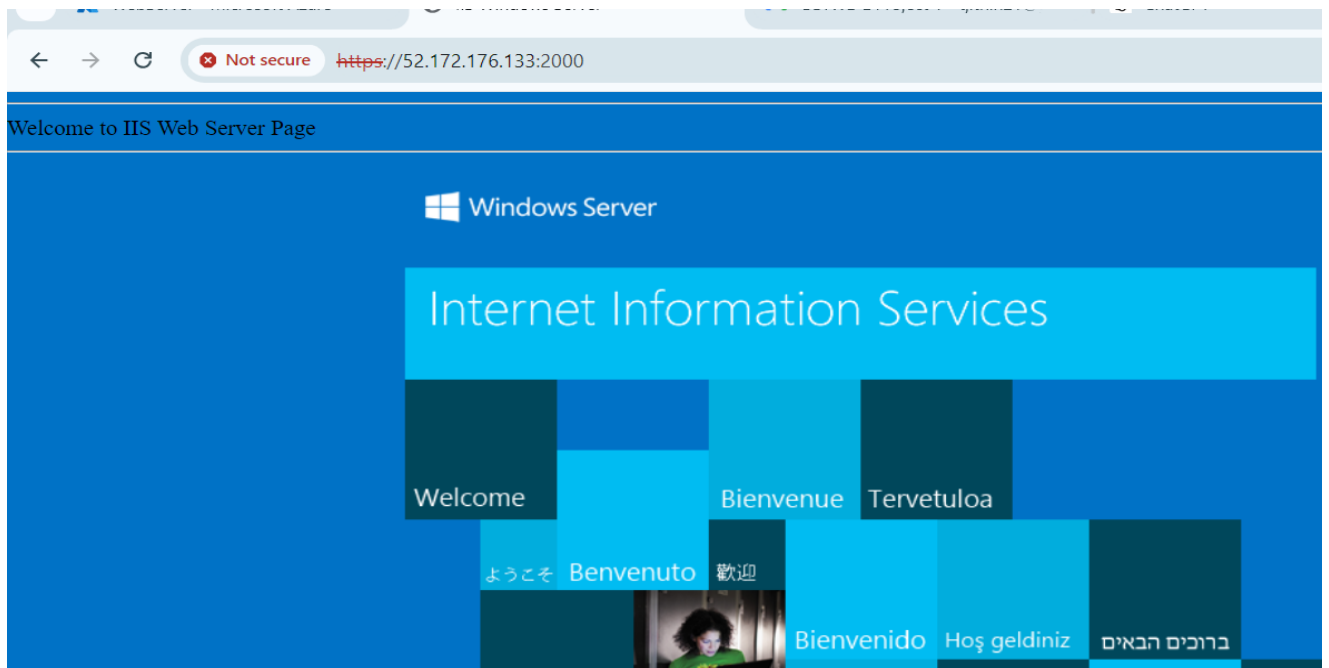 Not secure https://52.172.176.133:2000
Welcome to IIS Web Server Page
Windows Server
Internet Information Services
Welcome
Bienvenue
Tervetuloa
ようこそ
Benvenuto
歡迎
Bienvenido
Hoş geldiniz
ברוכים הבאים